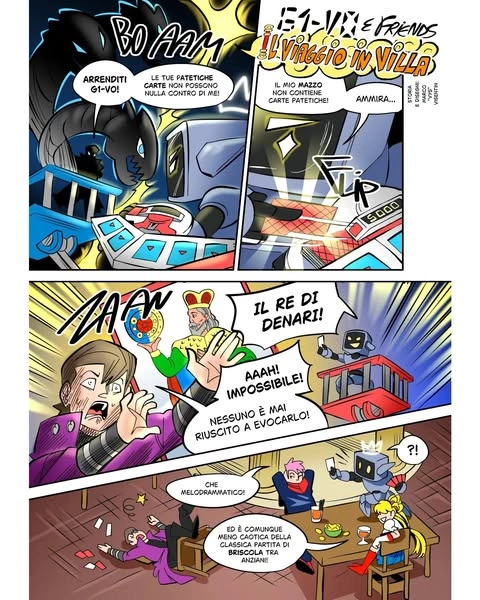 BOAAM
ARRENDITI
G1-VO!
LE TUE PATETICHE
CARTE NON POSSONO
NULLA CONTRO DI ME!
G1-VO E FRIENDS
IL VIAGGIO IN VILLA
STORIA
E DISEGNI:
MARCO
"VYS"
VISENTIN
IL MIO MAZZO
NON CONTIENE
CARTE PATETICHE!
AMMIRA...
FLIP
5000
ZAAAN
IL RE DI
DENARI!
AAAH!
IMPOSSIBILE!
NESSUNO È MAI
RIUSCITO A EVOCARLO!
?!
CHE
MELODRAMMATICO!
ED È COMUNQUE
MENO CAOTICA DELLA
CLASSICA PARTITA DI
BRISCOLA TRA
ANZIANI!